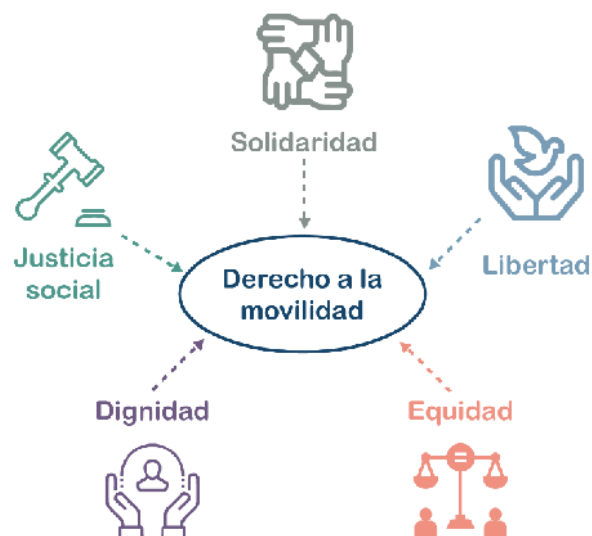 Solidaridad
Justicia
social
Libertad
Derecho a la
movilidad
Dignidad
Equidad